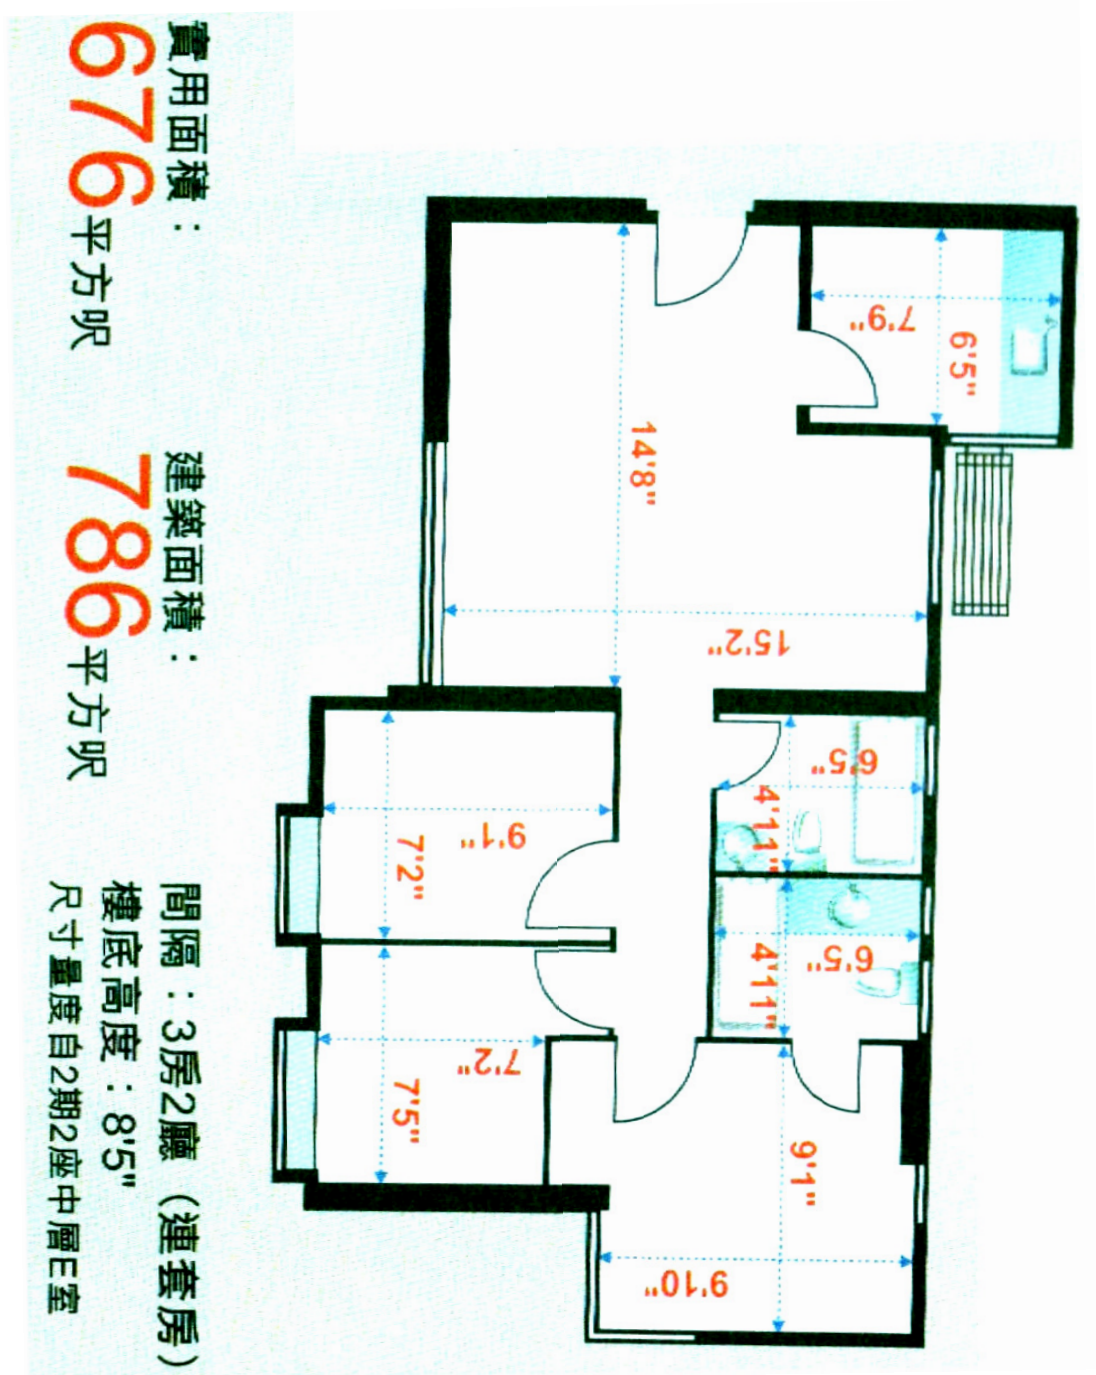 實用面積：
676平方呎
建築面積：
786平方呎
間隔：3房2廳（連套房）
樓底高度：8'5"
尺寸量度自2期2座中層E室
7'9"
6'5"
14'8"
15'2"
6'5"
4'11"
9'1"
7'2"
6'5"
4'11"
7'2"
7'5"
9'1"
9'10"